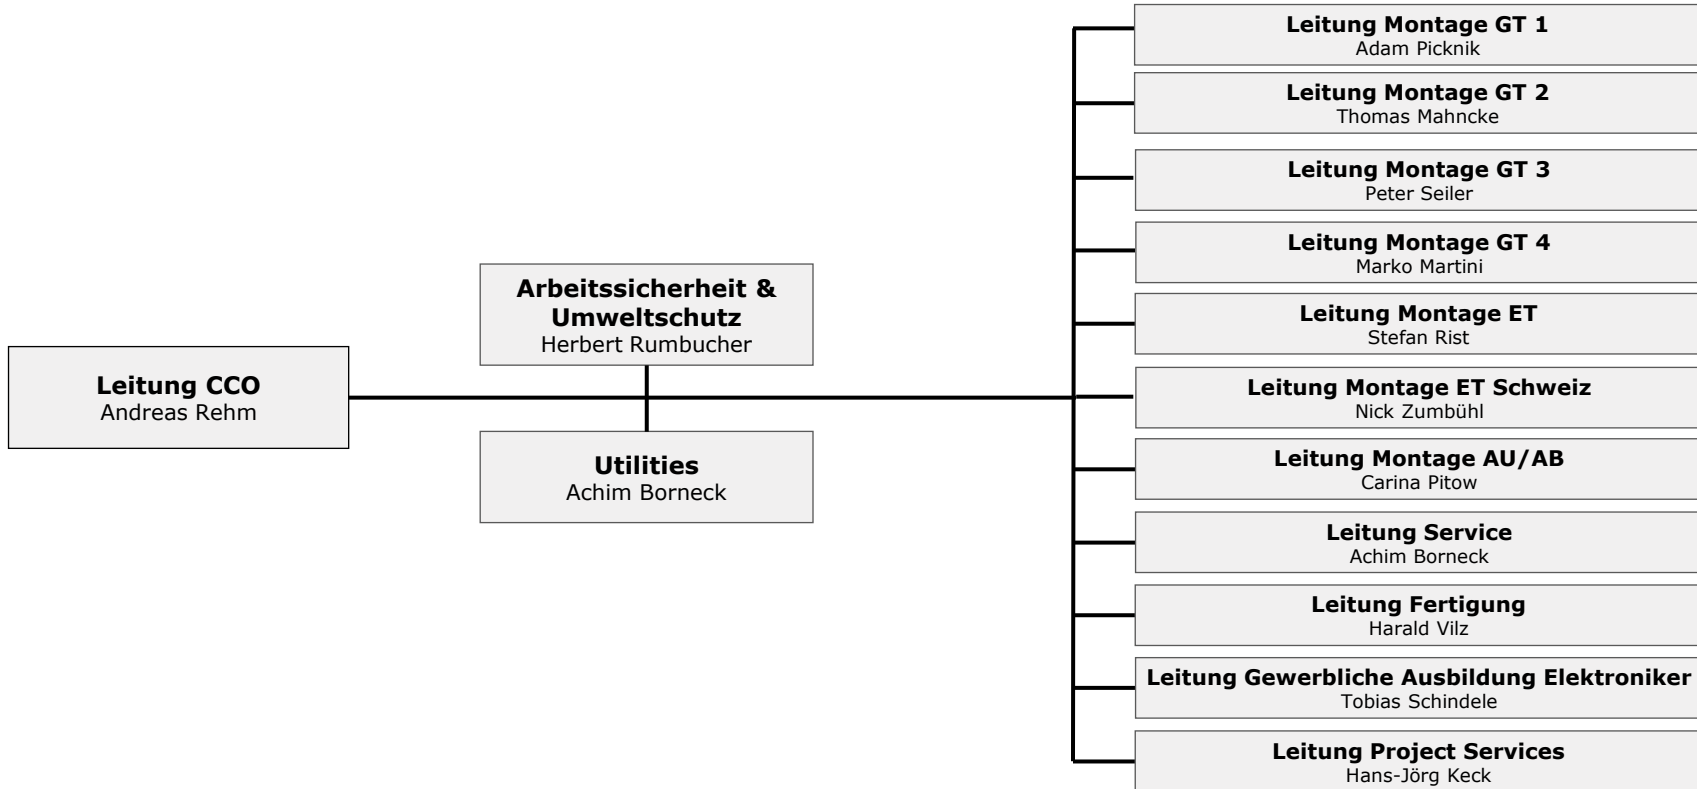 Leitung CCO
Andreas Rehm
Arbeitssicherheit &
Umweltschutz
Herbert Rumbucher
Utilities
Achim Borneck
Leitung Montage GT 1
Adam Picknik
Leitung Montage GT 2
Thomas Mahncke
Leitung Montage GT 3
Peter Seiler
Leitung Montage GT 4
Marko Martini
Leitung Montage ET
Stefan Rist
Leitung Montage ET Schweiz
Nick Zumbühl
Leitung Montage AU/AB
Carina Pitow
Leitung Service
Achim Borneck
Leitung Fertigung
Harald Vilz
Leitung Gewerbliche Ausbildung Elektroniker
Tobias Schindele
Leitung Project Services
Hans-Jörg Keck